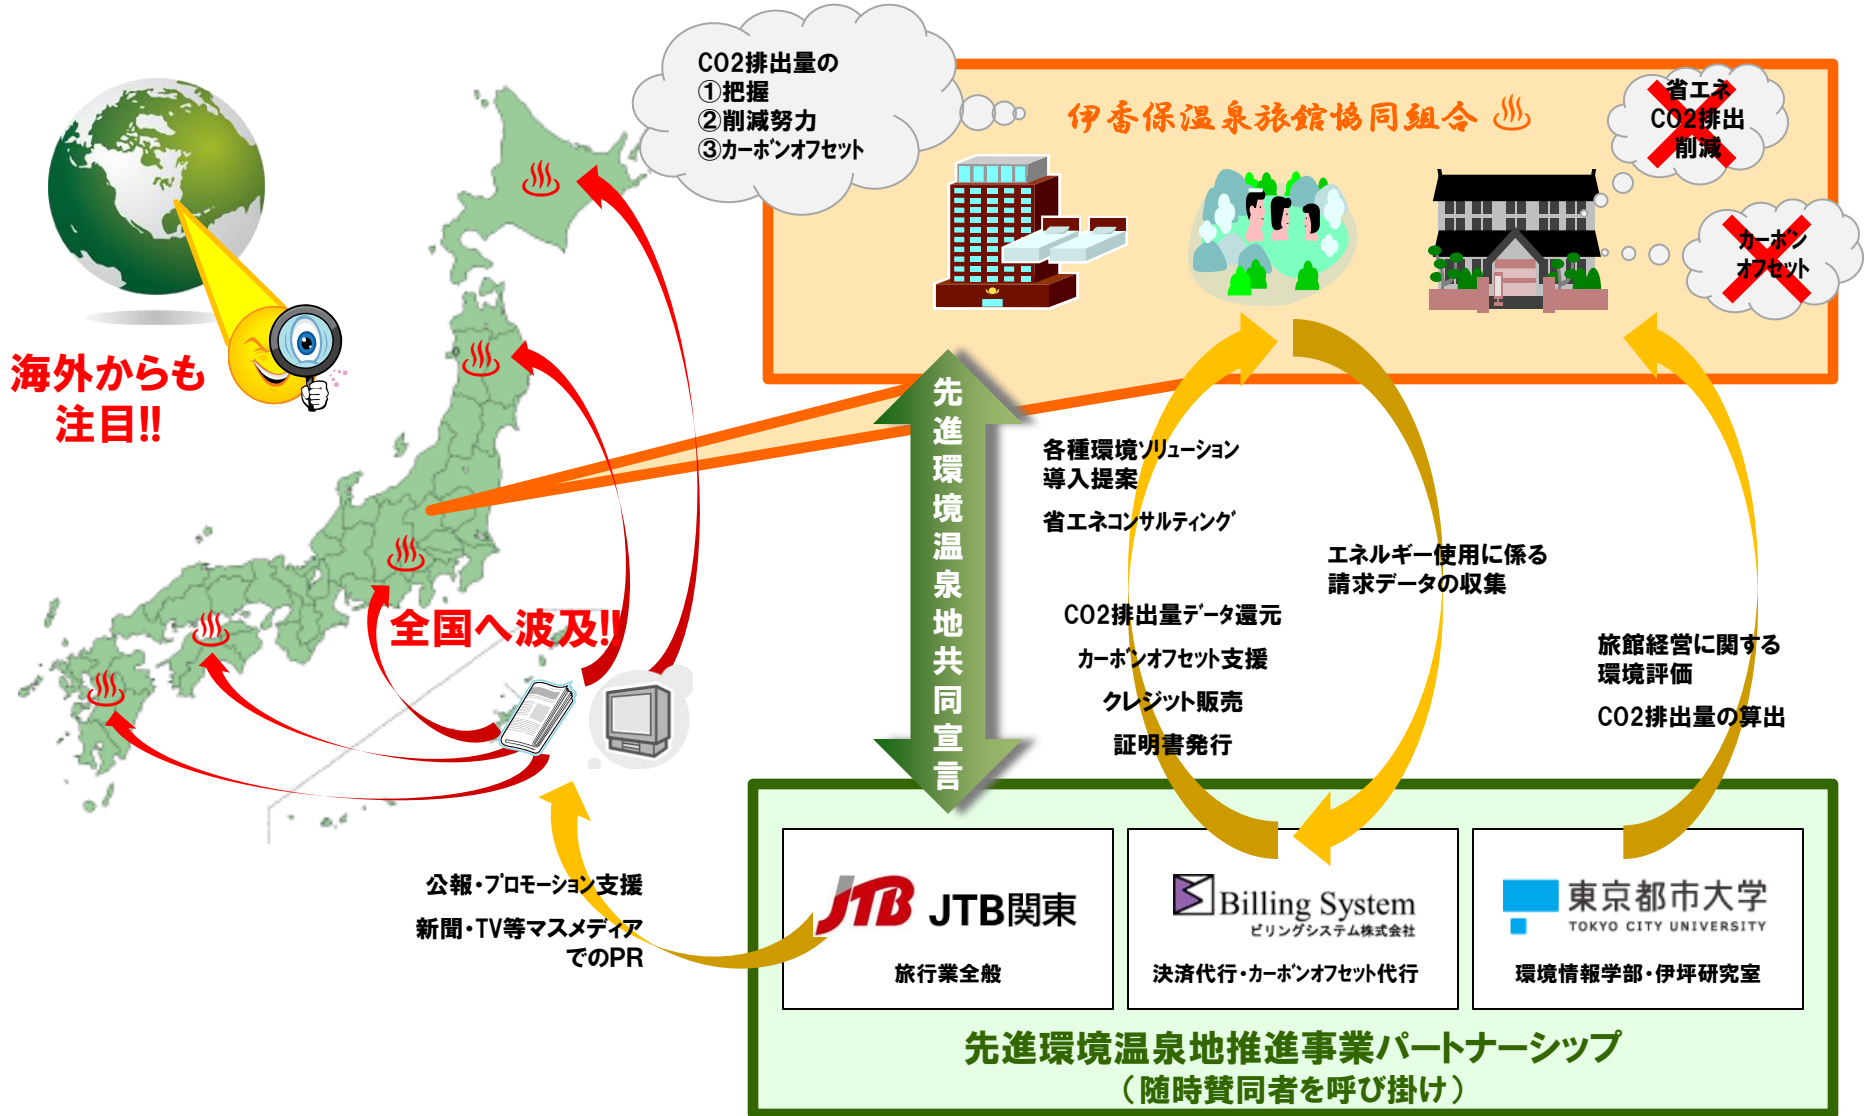 CO2排出量の
①把握
②削減努力
③カーボンオフセット
伊香保温泉旅館協同組合
省エネ
CO2排出
削減
カーボン
オフセット
海外からも
注目!!
全国へ波及!!
先進環境温泉地共同宣言
各種環境ソリューション
導入提案
省エネコンサルティング
エネルギー使用に係る
請求データの収集
CO2排出量データ還元
カーボンオフセット支援
クレジット販売
証明書発行
旅館経営に関する
環境評価
CO2排出量の算出
公報・プロモーション支援
新聞・TV等マスメディア
でのPR
JTB JTB関東
旅行業全般
Billing System
ビリングシステム株式会社
決済代行・カーボンオフセット代行
東京都市大学
TOKYO CITY UNIVERSITY
環境情報学部・伊坪研究室
先進環境温泉地推進事業パートナーシップ
（随時賛同者を呼び掛け）